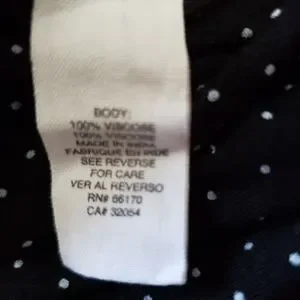 BODY:
100% VISCOSE
100% VISCOSE
MADE IN INDIA
FABRIQUE EN INDE
SEE REVERSE
FOR CARE
VER AL REVERSO
RN# 66170
CA# 32054